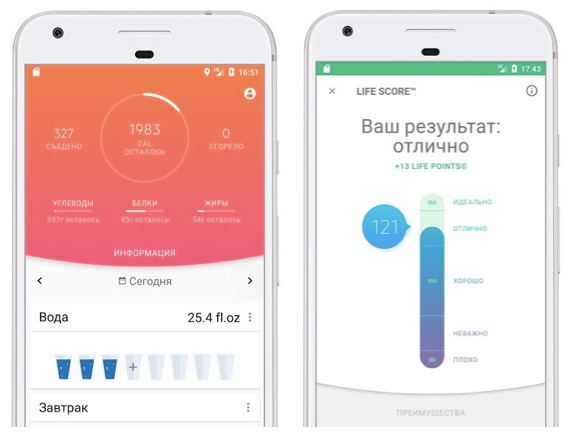 16:51
327
СЪЕДЕНО
1983
CAL
ОСТАЛОСЬ
0
СГОРЕЛО
УГЛЕВОДЫ
БЕЛКИ
ЖИРЫ
337г осталось
43г осталось
54г осталось
ИНФОРМАЦИЯ
Сегодня
Вода
25.4 fl.oz
+
Завтрак
17:43
LIFE SCORE™
Ваш результат:
отлично
+13 LIFE POINTS©
150
ИДЕАЛЬНО
121
ОТЛИЧНО
100
ХОРОШО
НЕВАЖНО
50
ПЛОХО
ПРЕИМУЩЕСТВА